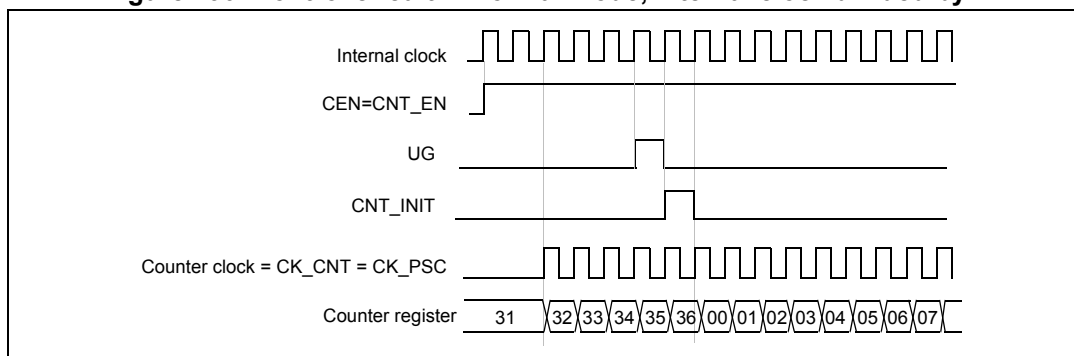 Internal clock
CEN=CNT_EN
UG
CNT_INIT
Counter clock = CK_CNT = CK_PSC
Counter register 31 32 33 34 35 36 00 01 02 03 04 05 06 07